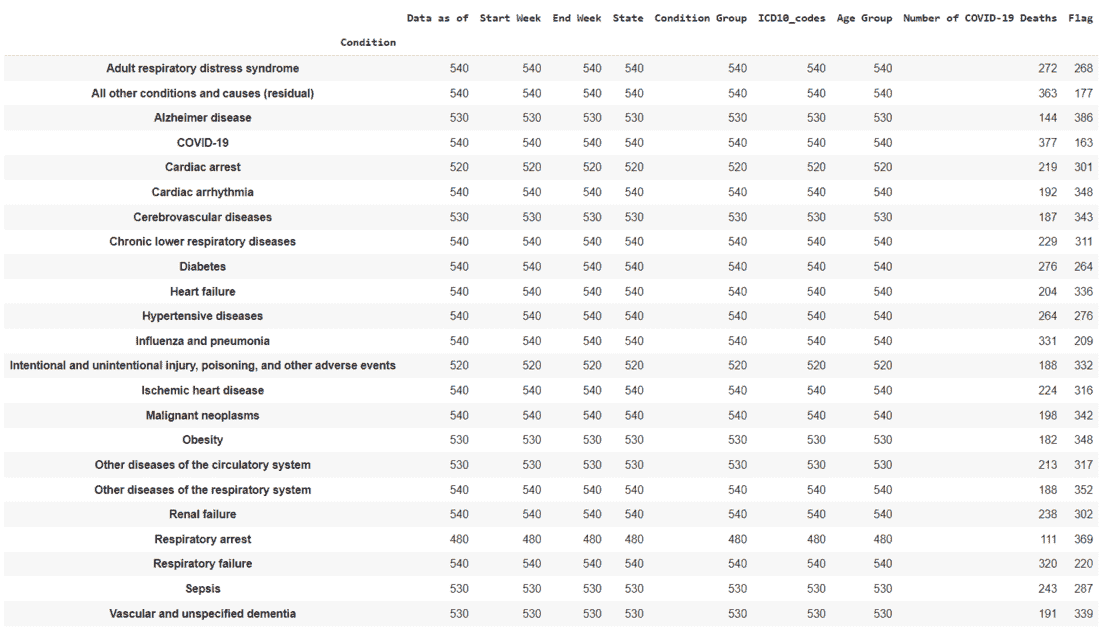 Data as of Start Week End Week State Condition Group ICD10_codes Age Group Number of COVID-19 Deaths Flag
Condition
Adult respiratory distress syndrome 540 540 540 540 540 540 540 272 268
All other conditions and causes (residual) 540 540 540 540 540 540 540 363 177
Alzheimer disease 530 530 530 530 530 530 530 144 386
COVID-19 540 540 540 540 540 540 540 377 163
Cardiac arrest 520 520 520 520 520 520 520 219 301
Cardiac arrhythmia 540 540 540 540 540 540 540 192 348
Cerebrovascular diseases 530 530 530 530 530 530 530 187 343
Chronic lower respiratory diseases 540 540 540 540 540 540 540 229 311
Diabetes 540 540 540 540 540 540 540 276 264
Heart failure 540 540 540 540 540 540 540 204 336
Hypertensive diseases 540 540 540 540 540 540 540 264 276
Influenza and pneumonia 540 540 540 540 540 540 540 331 209
Intentional and unintentional injury, poisoning, and other adverse events 520 520 520 520 520 520 520 188 332
Ischemic heart disease 540 540 540 540 540 540 540 224 316
Malignant neoplasms 540 540 540 540 540 540 540 198 342
Obesity 530 530 530 530 530 530 530 182 348
Other diseases of the circulatory system 530 530 530 530 530 530 530 213 317
Other diseases of the respiratory system 540 540 540 540 540 540 540 188 352
Renal failure 540 540 540 540 540 540 540 238 302
Respiratory arrest 480 480 480 480 480 480 480 111 369
Respiratory failure 540 540 540 540 540 540 540 320 220
Sepsis 530 530 530 530 530 530 530 243 287
Vascular and unspecified dementia 530 530 530 530 530 530 530 191 339